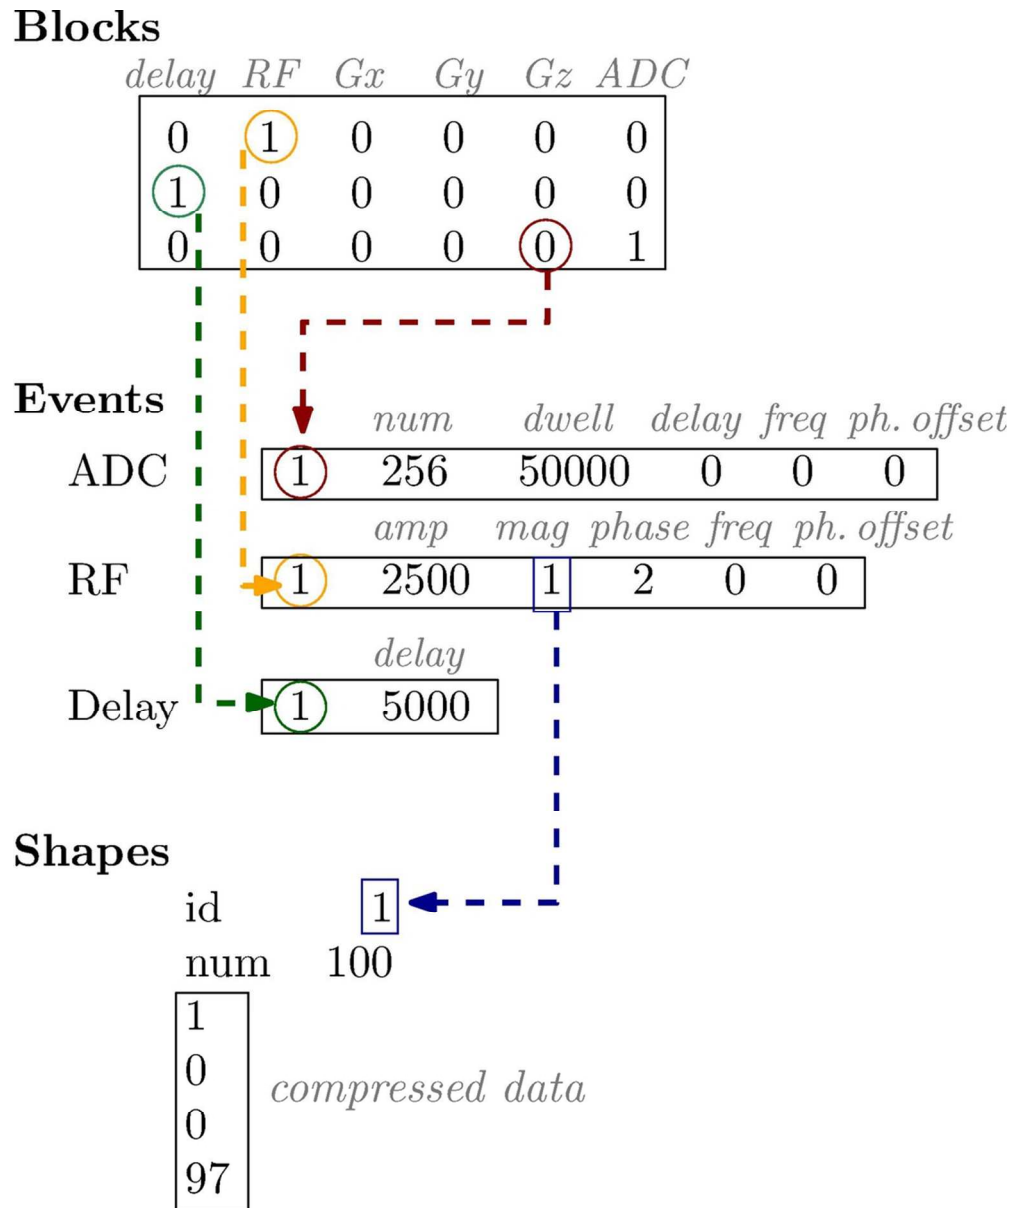 Blocks
delay RF Gx Gy Gz ADC
0 1 0 0 0 0
1 0 0 0 0 0
0 0 0 0 0 1
Events
num dwell delay freq ph. offset
ADC 1 256 50000 0 0 0
amp mag phase freq ph. offset
RF 1 2500 1 2 0 0
delay
Delay 1 5000
Shapes
id 1
num 100
1
0
compressed data
0
97